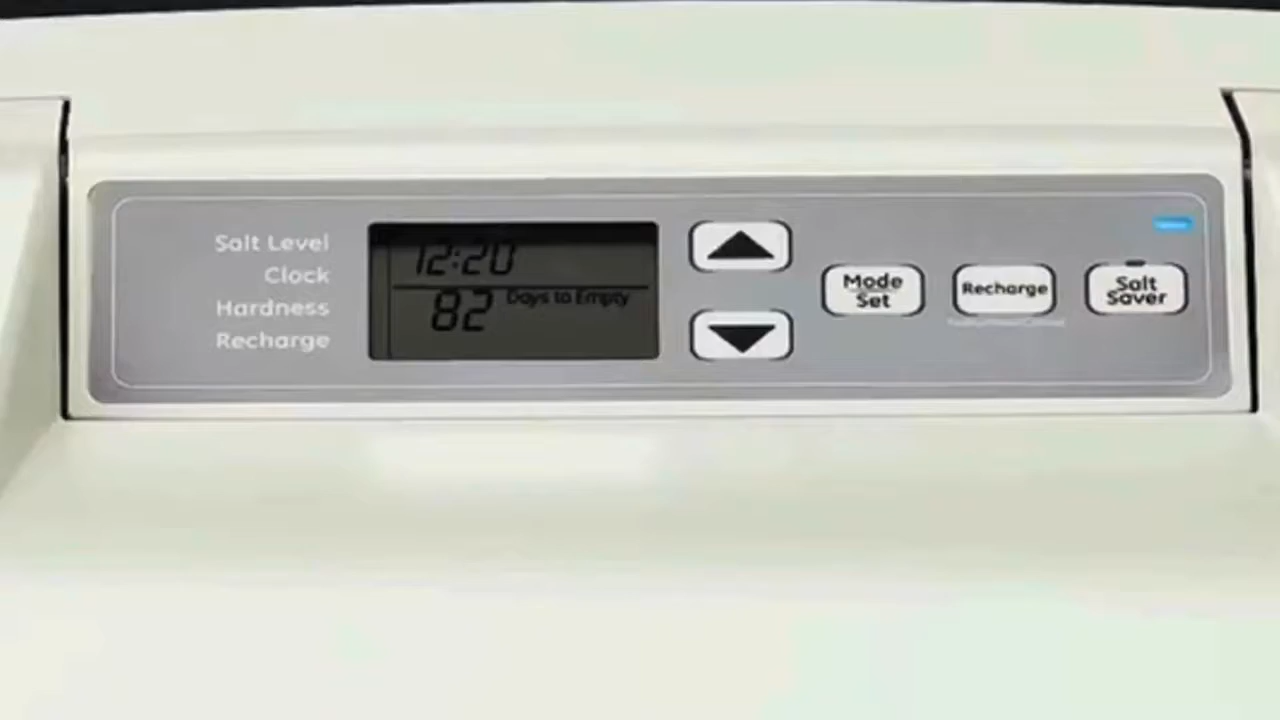 Salt Level
Clock
Hardness
Recharge
12:20
82 Days to Empty
Mode
Set
Recharge
Salt
Saver